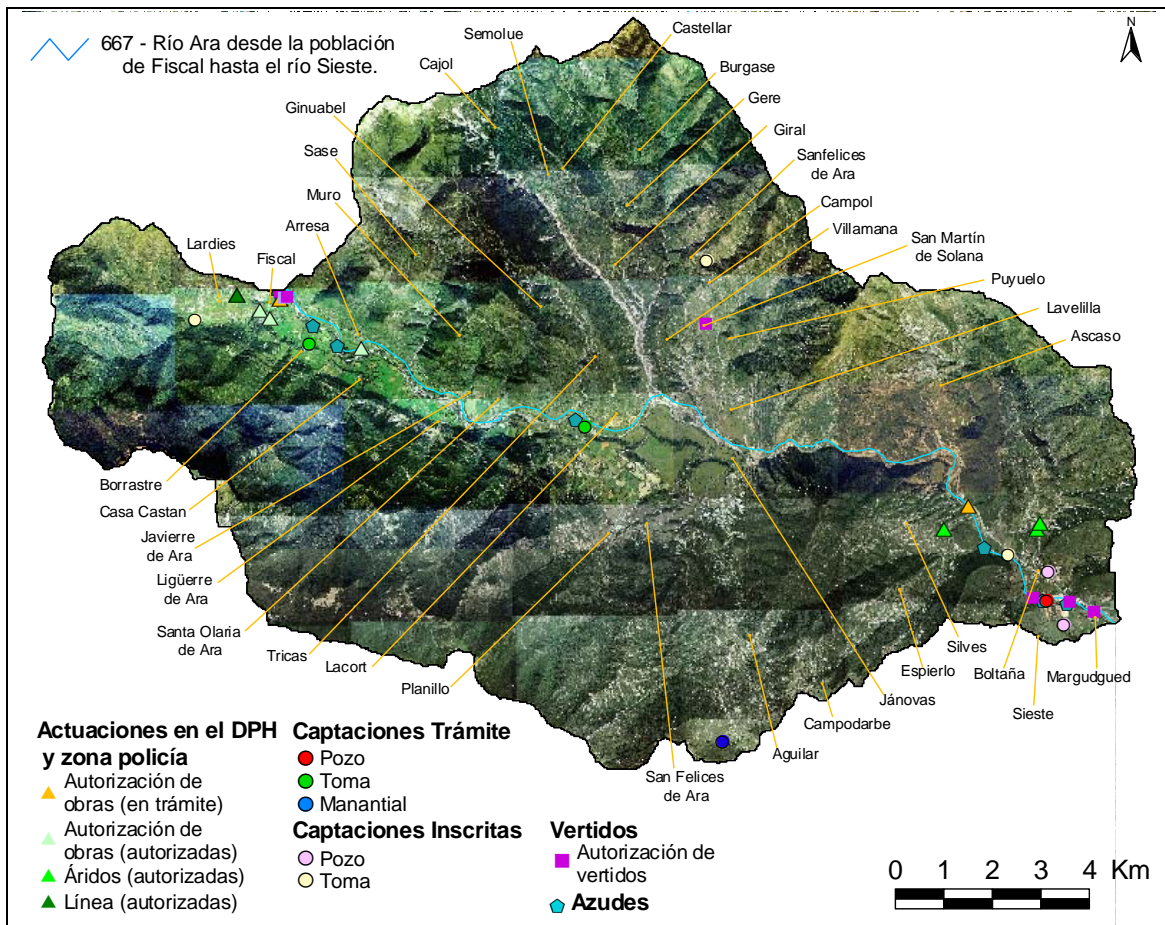 667 - Río Ara desde la población
de Fiscal hasta el río Sieste.
N
Semolue
Castellar
Cajol
Burgase
Ginuabel
Gere
Giral
Sase
Sanfelices
de Ara
Muro
Campol
Arresa
Villamana
Lardies
Fiscal
San Martín
de Solana
Puyuelo
Lavelilla
Ascaso
Borrastre
Casa Castan
Javierre
de Ara
Ligüerre
de Ara
Santa Olaria
de Ara
Tricas
Lacort
Planillo
San Felices
de Ara
Aguilar
Campodarbe
Jánovas
Espierlo
Silves
Boltaña
Sieste
Margudgued
Actuaciones en el DPH
y zona policía
Autorización de
obras (en trámite)
Autorización de
obras (autorizadas)
Áridos (autorizadas)
Línea (autorizadas)
Captaciones Trámite
Pozo
Toma
Manantial
Captaciones Inscritas
Pozo
Toma
Vertidos
Autorización de
vertidos
Azudes
0 1 2 3 4 Km